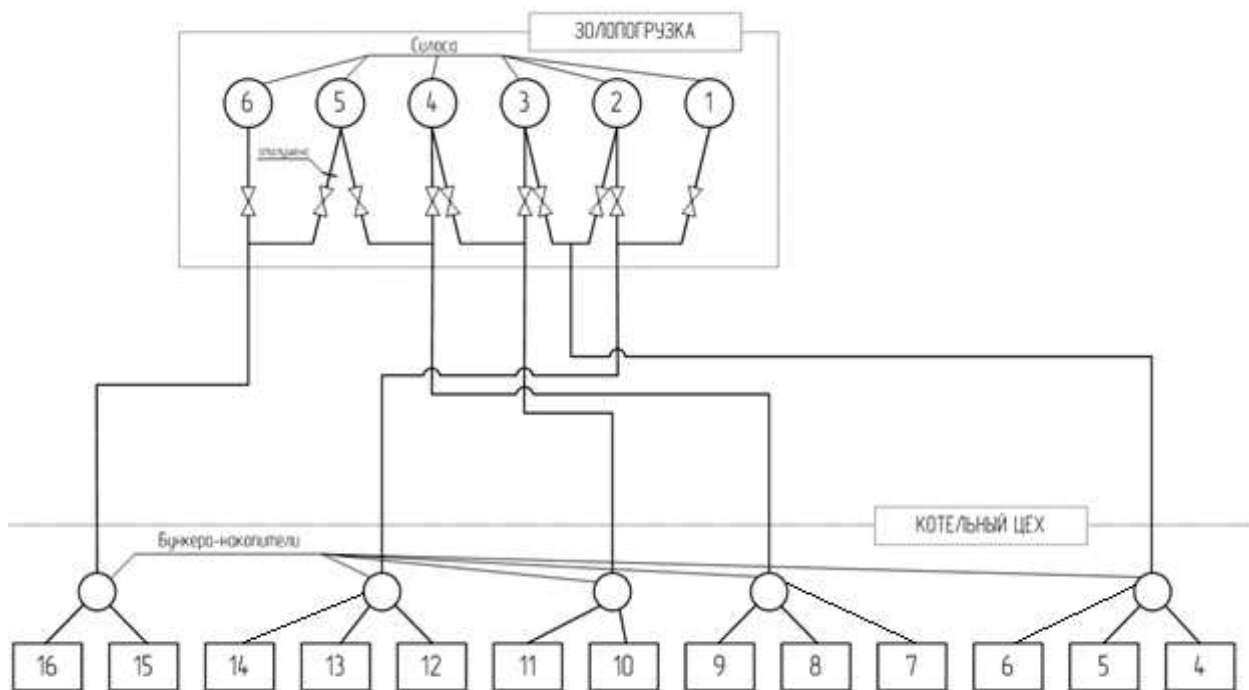 ЗОЛОПОГРУЗКА
Силоса
6 5 4 3 2 1
КОТЕЛЬНЫЙ ЦЕХ
Бункера-накопители
16 15 14 13 12 11 10 9 8 7 6 5 4